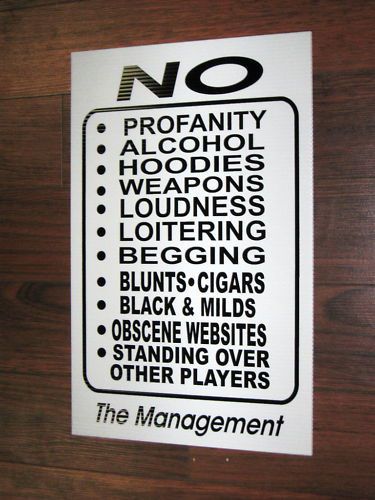 NO
• PROFANITY
• ALCOHOL
• HOODIES
• WEAPONS
• LOUDNESS
• LOITERING
• BEGGING
• BLUNTS•CIGARS
• BLACK & MILDS
• OBSCENE WEBSITES
• STANDING OVER
OTHER PLAYERS
The Management